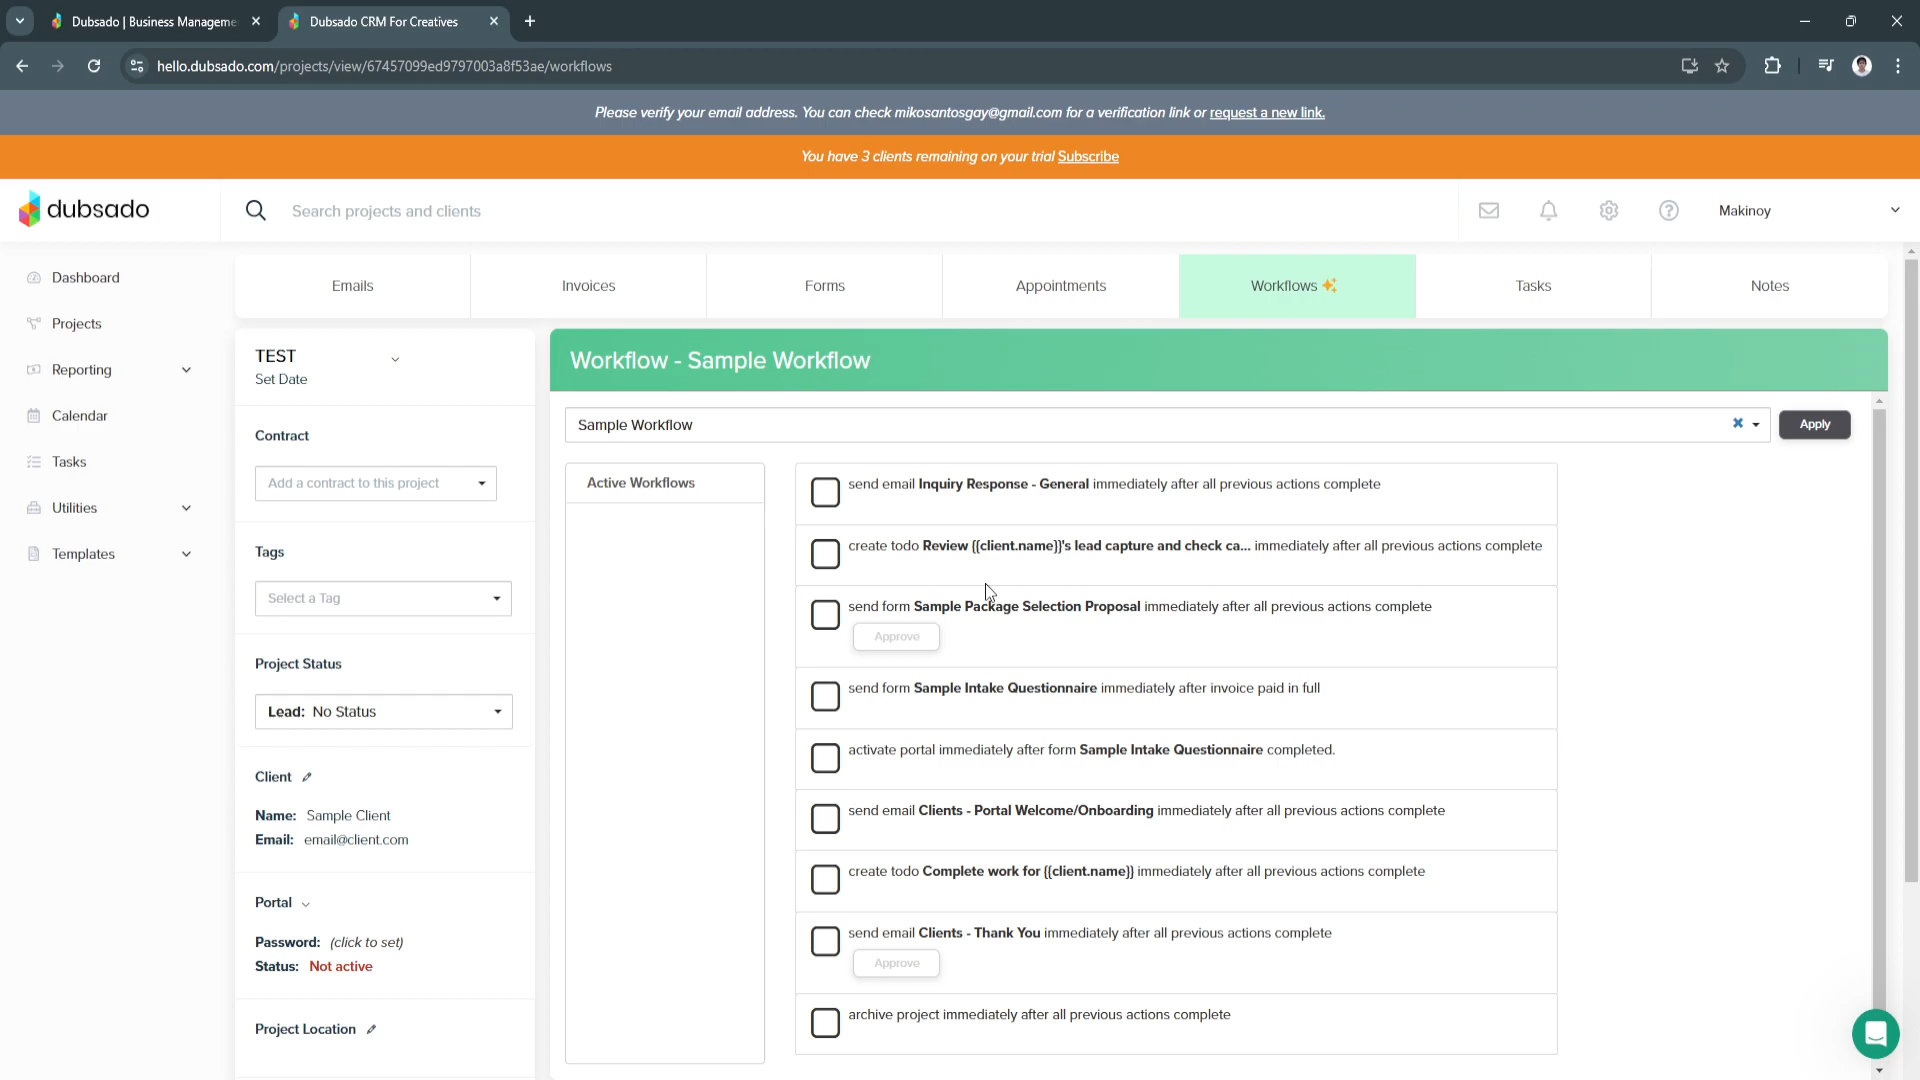 Dubsado | Business Manageme
Dubsado CRM For Creatives
hello.dubsado.com/projects/view/67457099ed9797003a8f53ae/workflows
Please verify your email address. You can check mikosantosgay@gmail.com for a verification link or request a new link.
You have 3 clients remaining on your trial Subscribe
dubsado
Search projects and clients
Makinoy
Dashboard
Projects
Reporting
Calendar
Tasks
Utilities
Templates
Emails
Invoices
Forms
Appointments
Workflows
Tasks
Notes
TEST
Set Date
Contract
Add a contract to this project
Tags
Select a Tag
Project Status
Lead: No Status
Client
Name: Sample Client
Email: email@client.com
Portal
Password: (click to set)
Status: Not active
Project Location
Workflow - Sample Workflow
Sample Workflow
Apply
Active Workflows
send email Inquiry Response - General immediately after all previous actions complete
create todo Review {{client.name}}'s lead capture and check ca... immediately after all previous actions complete
send form Sample Package Selection Proposal immediately after all previous actions complete
Approve
send form Sample Intake Questionnaire immediately after invoice paid in full
activate portal immediately after form Sample Intake Questionnaire completed.
send email Clients - Portal Welcome/Onboarding immediately after all previous actions complete
create todo Complete work for {{client.name}} immediately after all previous actions complete
send email Clients - Thank You immediately after all previous actions complete
Approve
archive project immediately after all previous actions complete